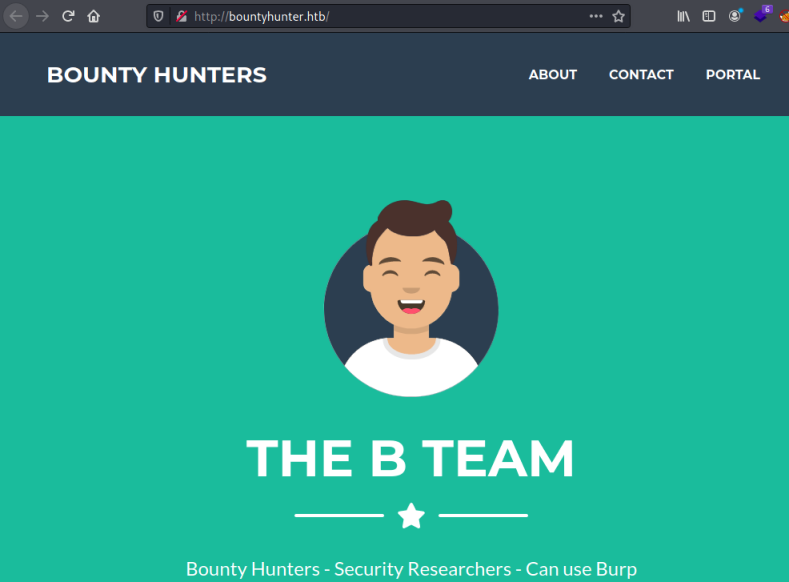 http://bountyhunter.htb/
6
BOUNTY HUNTERS
ABOUT CONTACT PORTAL
THE B TEAM
Bounty Hunters - Security Researchers - Can use Burp